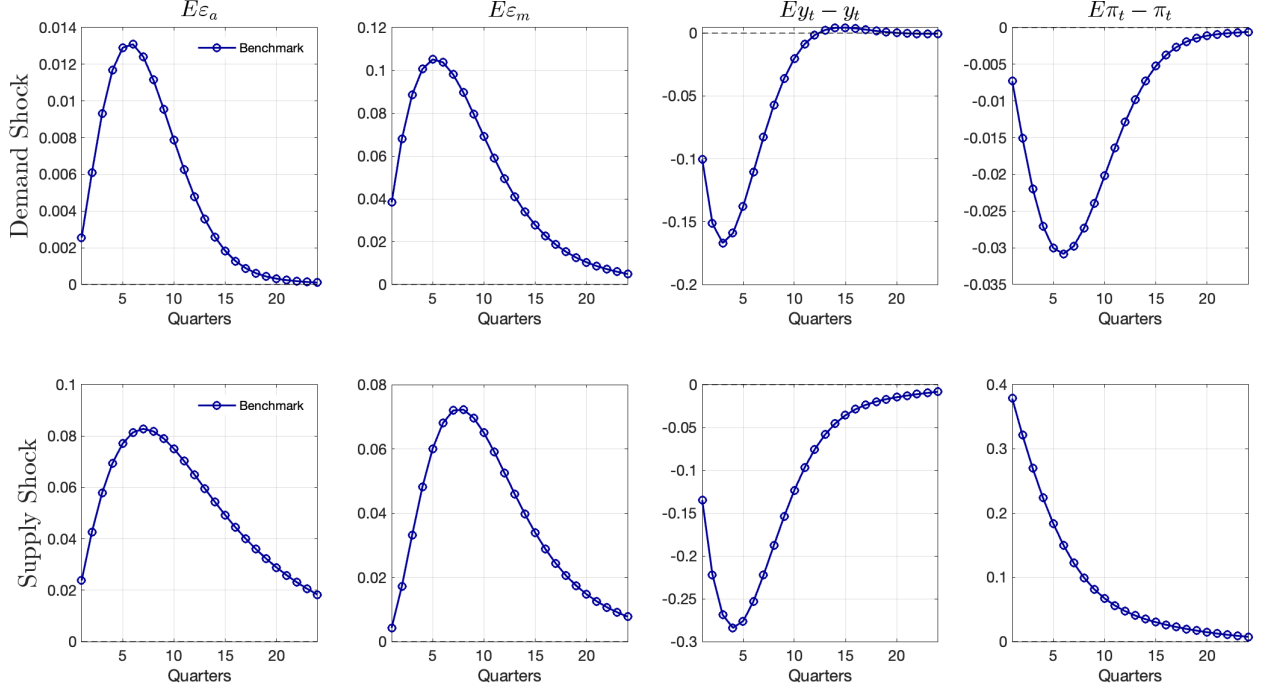 Eε_a
Eε_m
Ey_t − y_t
Eπ_t − π_t
Demand Shock
0.014
0.012
0.01
0.008
0.006
0.004
0.002
0
Benchmark
5 10 15 20
Quarters
0.12
0.1
0.08
0.06
0.04
0.02
0
5 10 15 20
Quarters
0
-0.05
-0.1
-0.15
-0.2
5 10 15 20
Quarters
0
-0.005
-0.01
-0.015
-0.02
-0.025
-0.03
-0.035
5 10 15 20
Quarters
Supply Shock
0.1
0.08
0.06
0.04
0.02
0
Benchmark
5 10 15 20
Quarters
0.08
0.06
0.04
0.02
0
5 10 15 20
Quarters
0
-0.05
-0.1
-0.15
-0.2
-0.25
-0.3
5 10 15 20
Quarters
0.4
0.3
0.2
0.1
0
5 10 15 20
Quarters